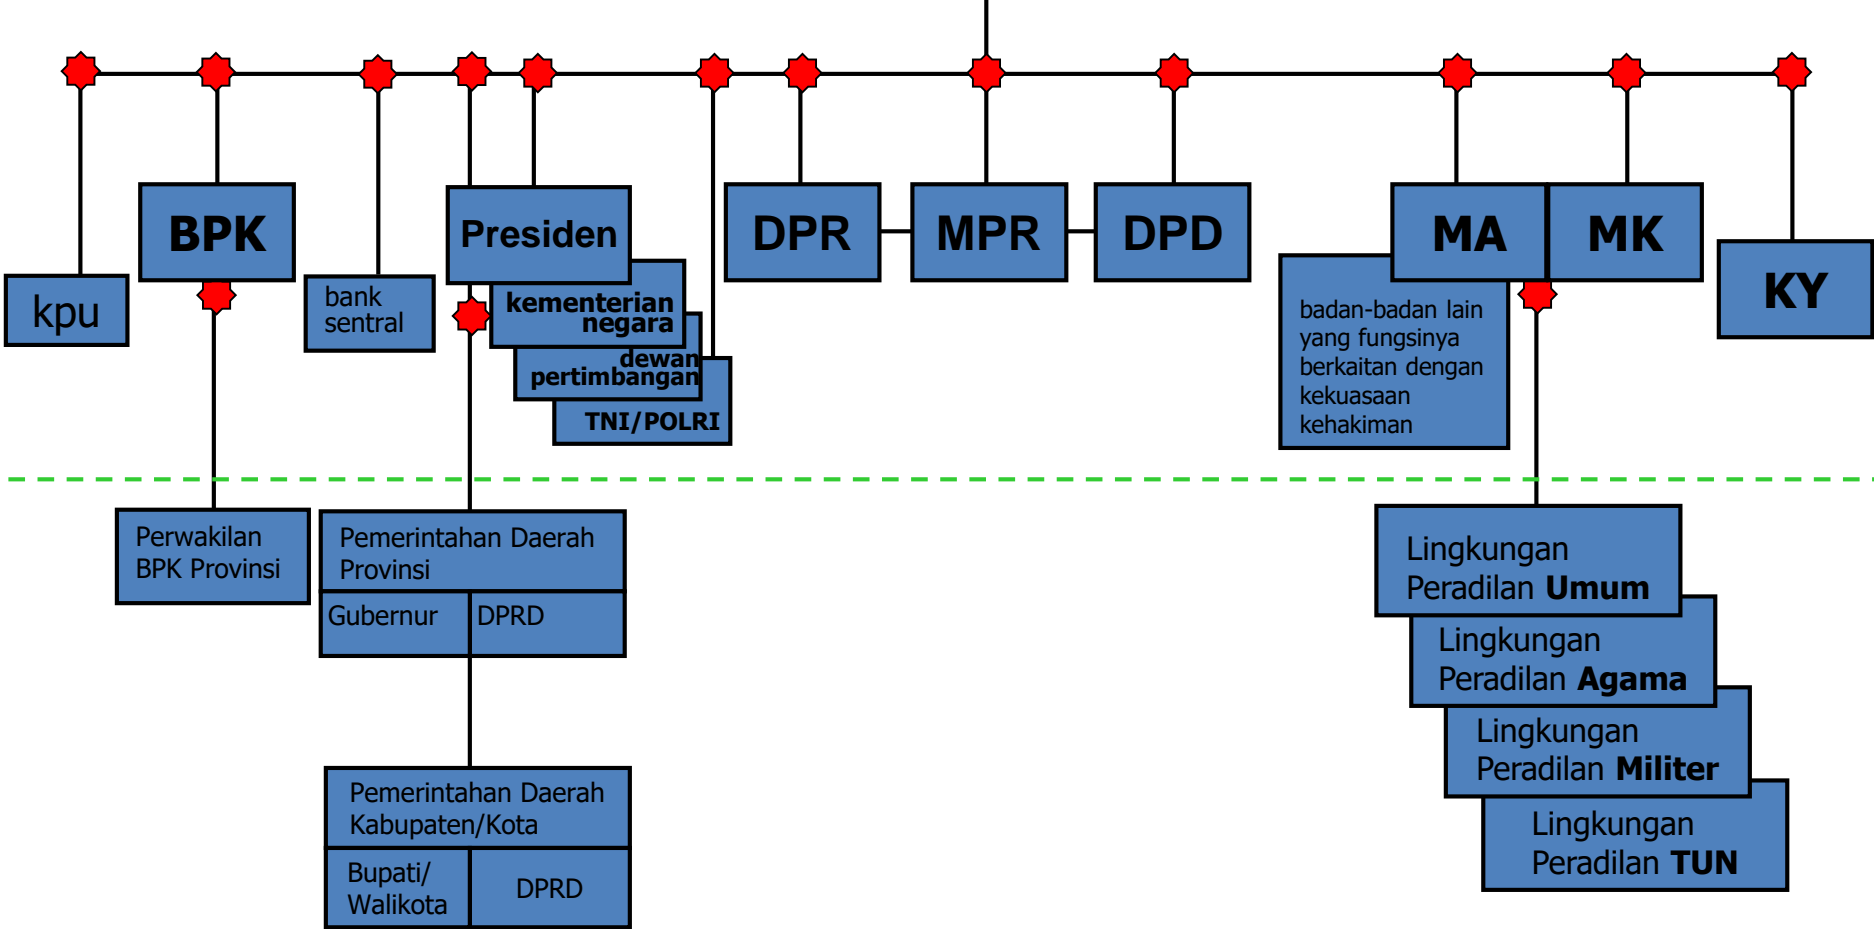 BPK
Presiden
DPR
MPR
DPD
MA
MK
KY
kpu
bank
sentral
kementerian
negara
dewan
pertimbangan
TNI/POLRI
badan-badan lain
yang fungsinya
berkaitan dengan
kekuasaan
kehakiman
Perwakilan
BPK Provinsi
Pemerintahan Daerah
Provinsi
Gubernur
DPRD
Pemerintahan Daerah
Kabupaten/Kota
Bupati/
Walikota
DPRD
Lingkungan
Peradilan Umum
Lingkungan
Peradilan Agama
Lingkungan
Peradilan Militer
Lingkungan
Peradilan TUN